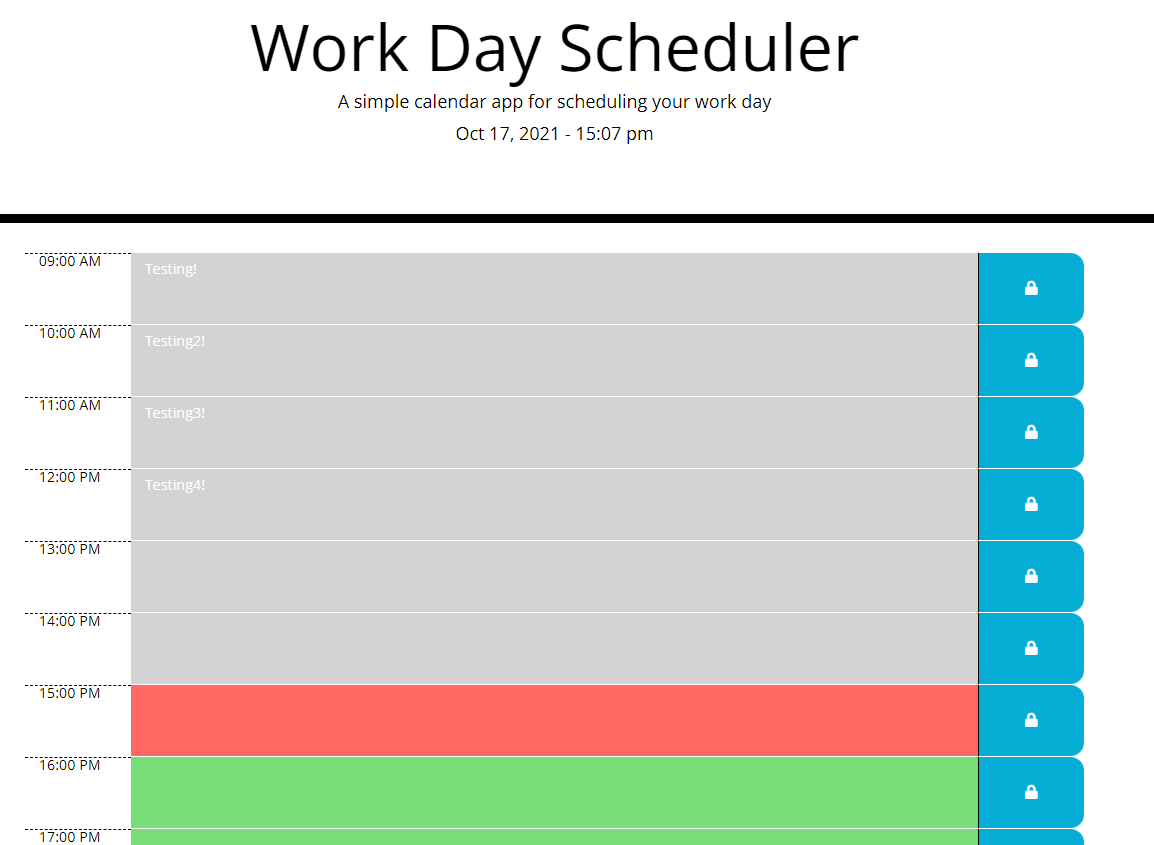 Work Day Scheduler
A simple calendar app for scheduling your work day
Oct 17, 2021 - 15:07 pm
09:00 AM
Testing!
10:00 AM
Testing2!
11:00 AM
Testing3!
12:00 PM
Testing4!
13:00 PM
14:00 PM
15:00 PM
16:00 PM
17:00 PM